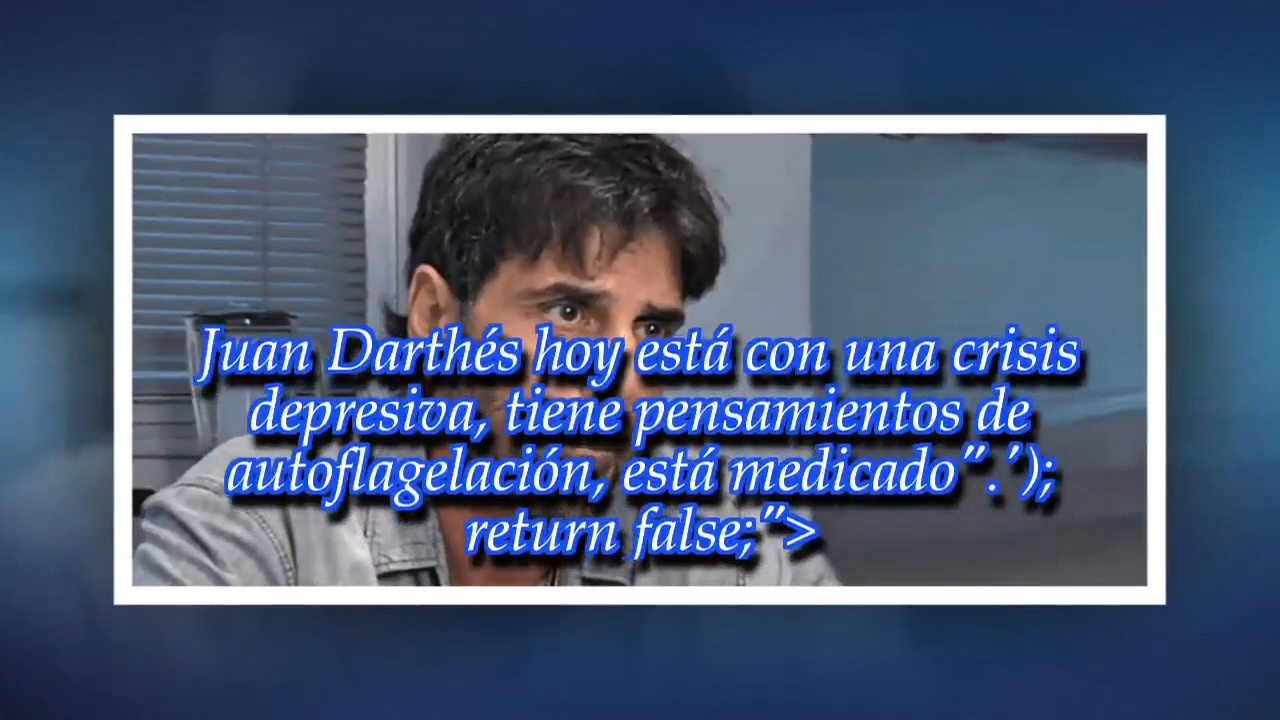 Juan Darthés hoy está con una crisis
depresiva, tiene pensamientos de
autoflagelación, está medicado”.′);
return false;”>